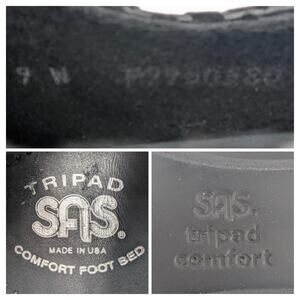 9 W
TRIPAD
SAS®
MADE IN USA
COMFORT FOOT BED
SAS®
tripad
comfort